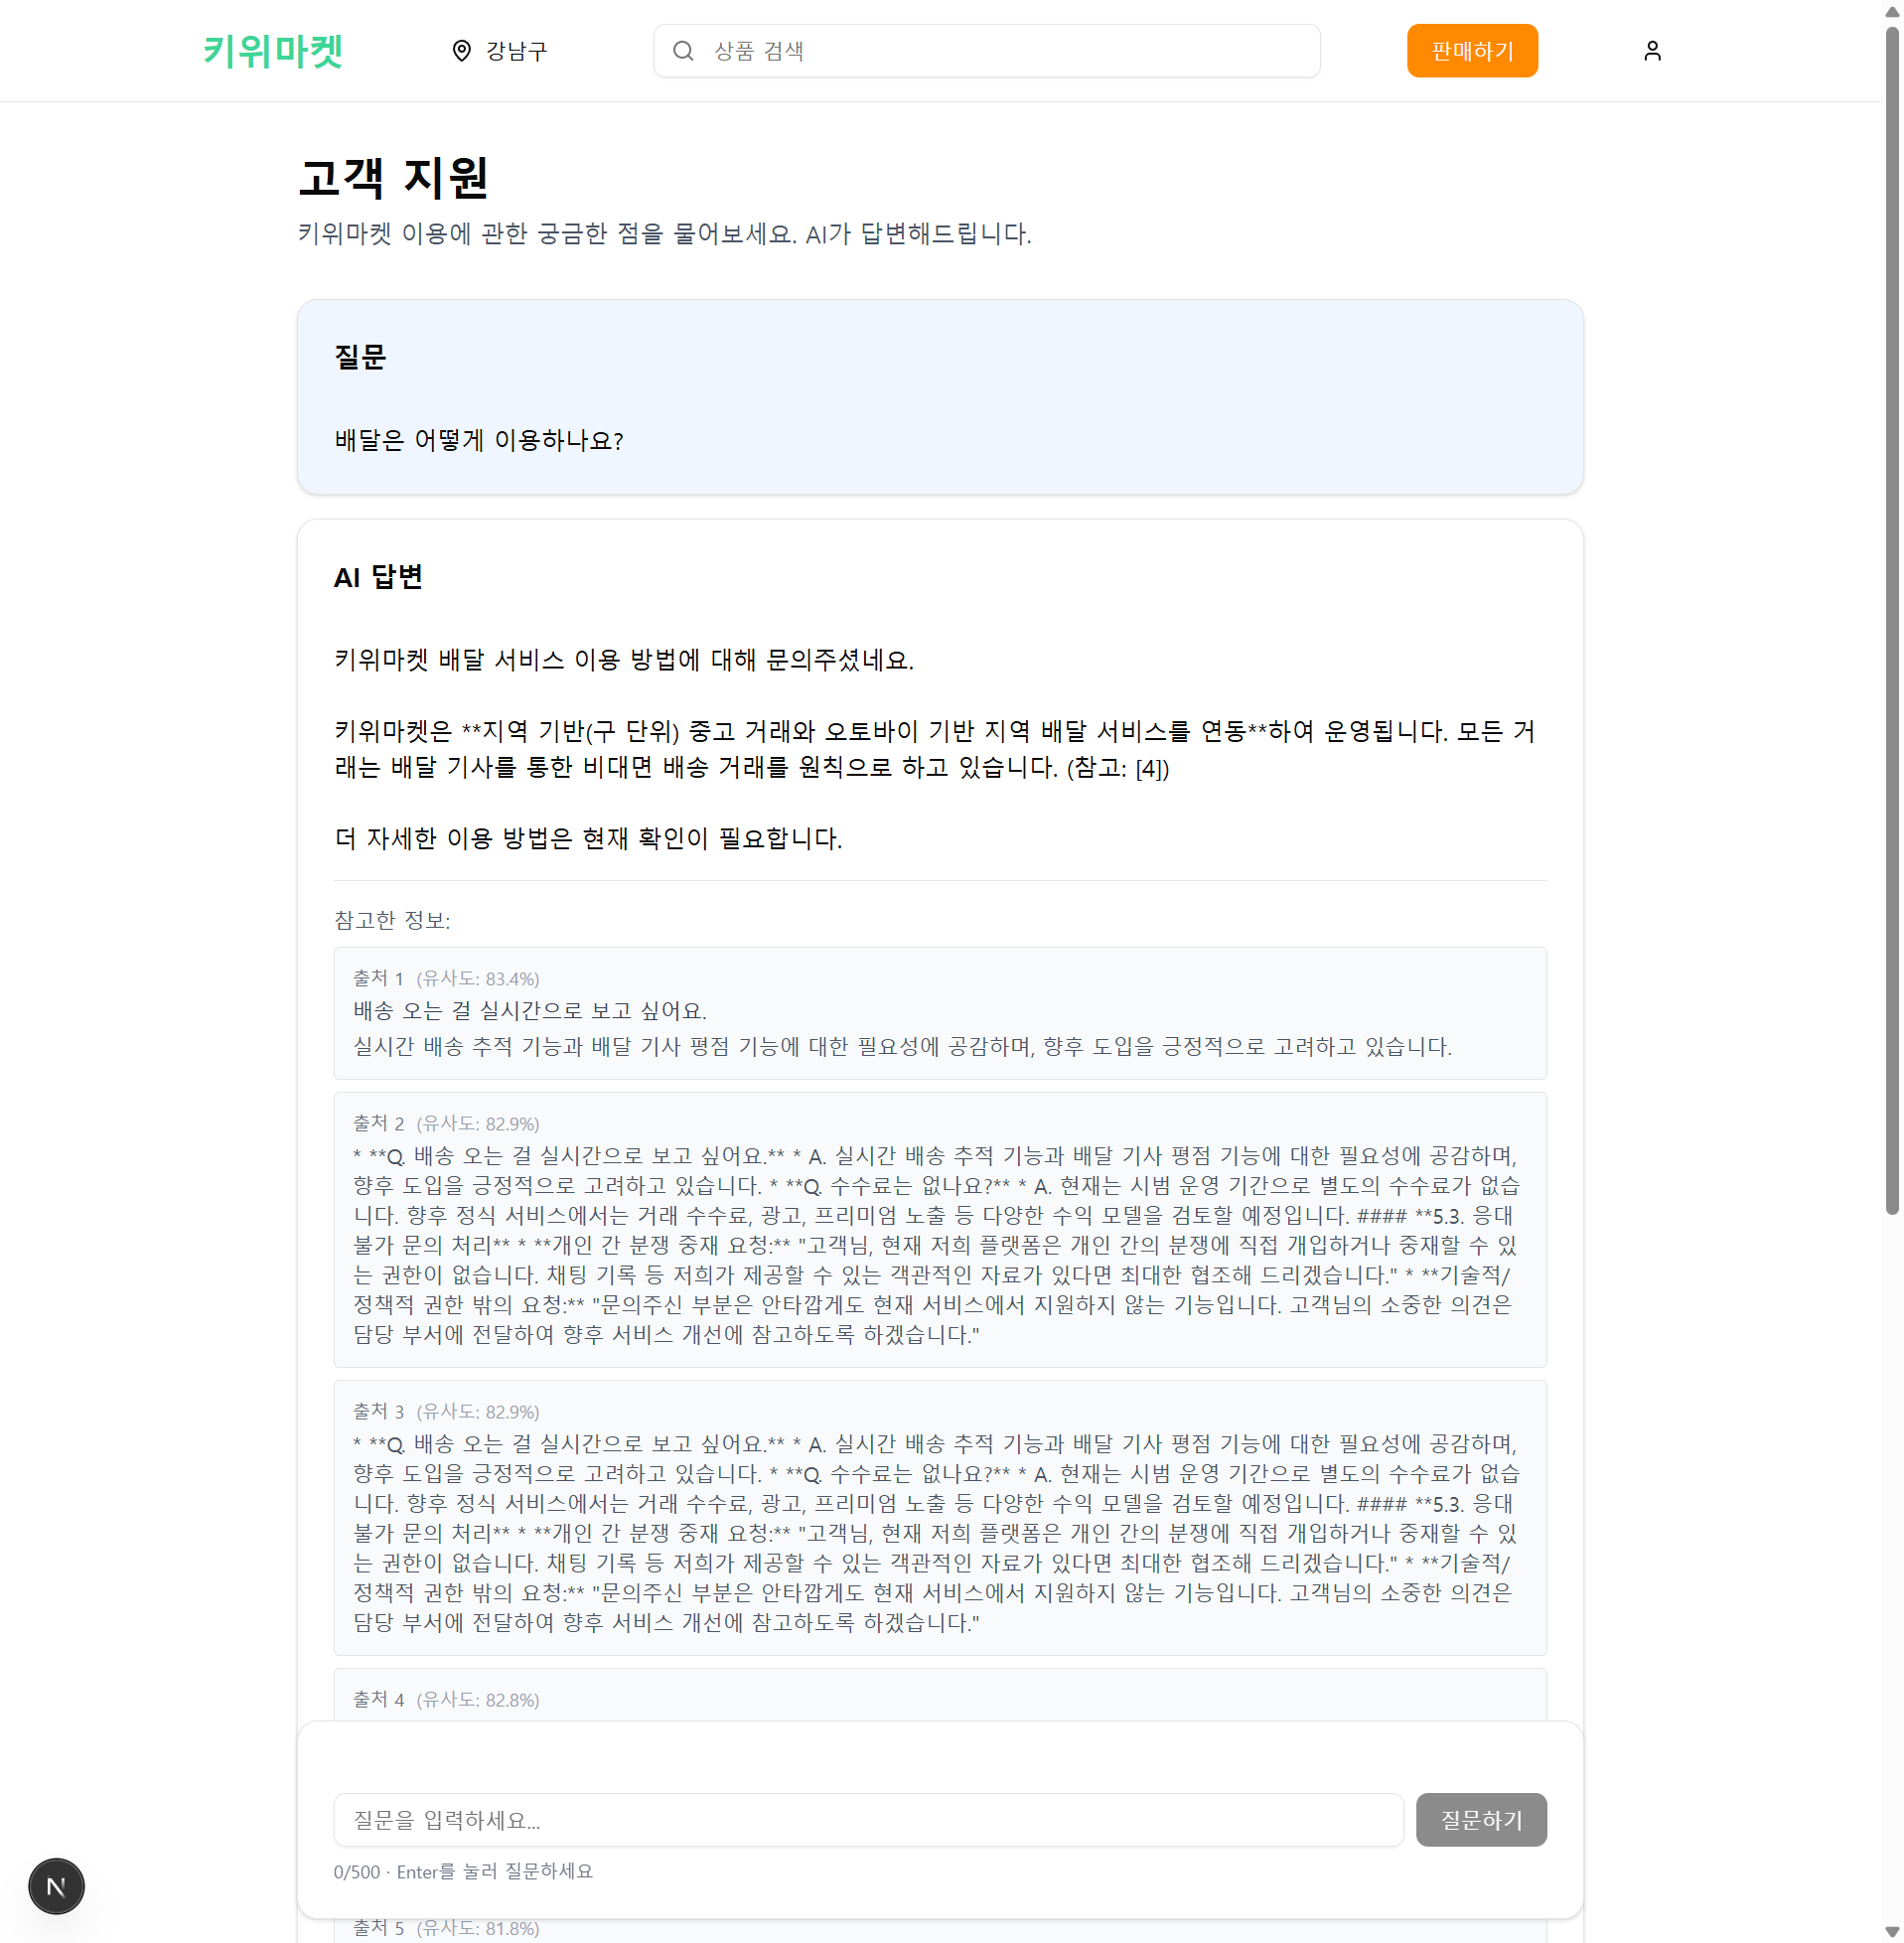 키위마켓
강남구
상품 검색
판매하기
고객 지원
키위마켓 이용에 관한 궁금한 점을 물어보세요. AI가 답변해드립니다.
질문
배달은 어떻게 이용하나요?
AI 답변
키위마켓 배달 서비스 이용 방법에 대해 문의주셨네요.
키위마켓은 **지역 기반(구 단위) 중고 거래와 오토바이 기반 지역 배달 서비스를 연동**하여 운영됩니다. 모든 거
래는 배달 기사를 통한 비대면 배송 거래를 원칙으로 하고 있습니다. (참고: [4])
더 자세한 이용 방법은 현재 확인이 필요합니다.
참고한 정보:
출처 1 (유사도: 83.4%)
배송 오는 걸 실시간으로 보고 싶어요.
실시간 배송 추적 기능과 배달 기사 평점 기능에 대한 필요성에 공감하며, 향후 도입을 긍정적으로 고려하고 있습니다.
출처 2 (유사도: 82.9%)
* **Q. 배송 오는 걸 실시간으로 보고 싶어요.** * A. 실시간 배송 추적 기능과 배달 기사 평점 기능에 대한 필요성에 공감하며,
향후 도입을 긍정적으로 고려하고 있습니다. * **Q. 수수료는 없나요?** * A. 현재는 시범 운영 기간으로 별도의 수수료가 없습
니다. 향후 정식 서비스에서는 거래 수수료, 광고, 프리미엄 노출 등 다양한 수익 모델을 검토할 예정입니다. #### **5.3. 응대
불가 문의 처리** * **개인 간 분쟁 중재 요청:** "고객님, 현재 저희 플랫폼은 개인 간의 분쟁에 직접 개입하거나 중재할 수 있
는 권한이 없습니다. 채팅 기록 등 저희가 제공할 수 있는 객관적인 자료가 있다면 최대한 협조해 드리겠습니다." * **기술적/
정책적 권한 밖의 요청:** "문의주신 부분은 안타깝게도 현재 서비스에서 지원하지 않는 기능입니다. 고객님의 소중한 의견은
담당 부서에 전달하여 향후 서비스 개선에 참고하도록 하겠습니다."
출처 3 (유사도: 82.9%)
* **Q. 배송 오는 걸 실시간으로 보고 싶어요.** * A. 실시간 배송 추적 기능과 배달 기사 평점 기능에 대한 필요성에 공감하며,
향후 도입을 긍정적으로 고려하고 있습니다. * **Q. 수수료는 없나요?** * A. 현재는 시범 운영 기간으로 별도의 수수료가 없습
니다. 향후 정식 서비스에서는 거래 수수료, 광고, 프리미엄 노출 등 다양한 수익 모델을 검토할 예정입니다. #### **5.3. 응대
불가 문의 처리** * **개인 간 분쟁 중재 요청:** "고객님, 현재 저희 플랫폼은 개인 간의 분쟁에 직접 개입하거나 중재할 수 있
는 권한이 없습니다. 채팅 기록 등 저희가 제공할 수 있는 객관적인 자료가 있다면 최대한 협조해 드리겠습니다." * **기술적/
정책적 권한 밖의 요청:** "문의주신 부분은 안타깝게도 현재 서비스에서 지원하지 않는 기능입니다. 고객님의 소중한 의견은
담당 부서에 전달하여 향후 서비스 개선에 참고하도록 하겠습니다."
출처 4 (유사도: 82.8%)
질문을 입력하세요...
질문하기
0/500 · Enter를 눌러 질문하세요
N
출처 5 (유사도: 81.8%)